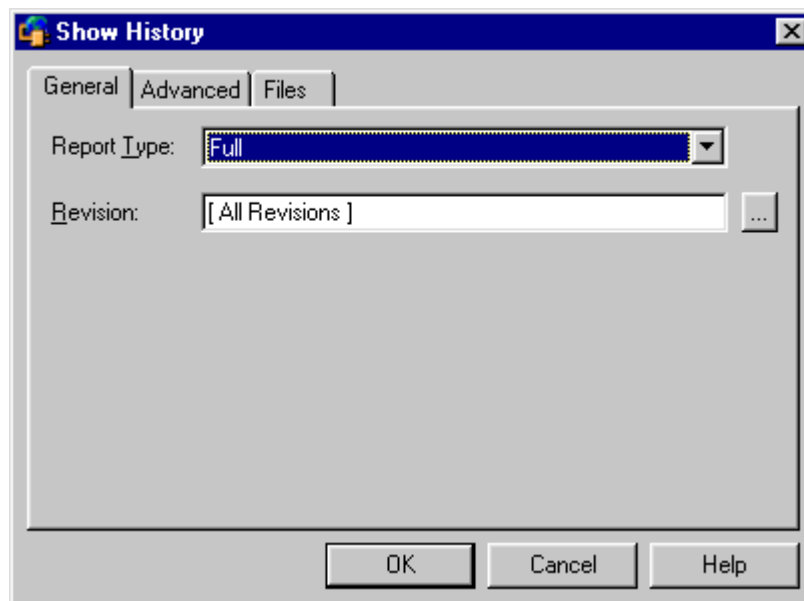 Show History
General Advanced Files
Report Type: Full
Revision: [ All Revisions ] ...
OK Cancel Help